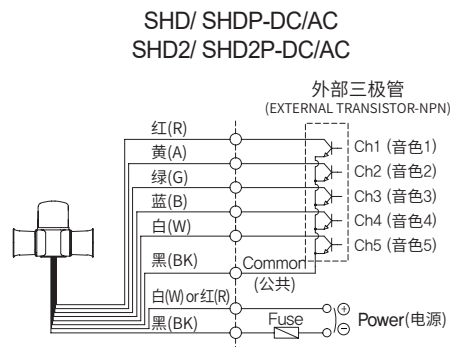 SHD/ SHDP-DC/AC
SHD2/ SHD2P-DC/AC
外部三极管
(EXTERNAL TRANSISTOR-NPN)
红(R)
Ch1 (音色1)
黄(A)
Ch2 (音色2)
绿(G)
Ch3 (音色3)
蓝(B)
Ch4 (音色4)
白(W)
Ch5 (音色5)
黑(BK)
Common
(公共)
白(W) or 红(R)
Fuse
⊕
⊖
Power(电源)
黑(BK)